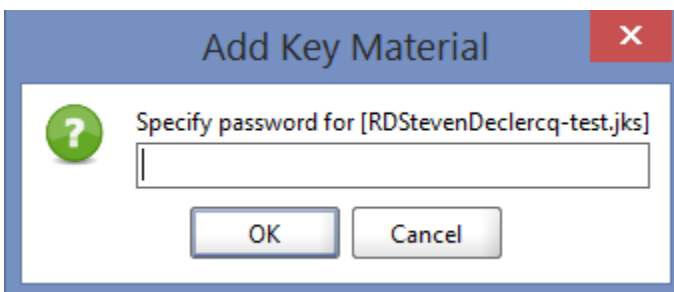 Add Key Material
Specify password for [RDStevenDeclercq-test.jks]
OK
Cancel